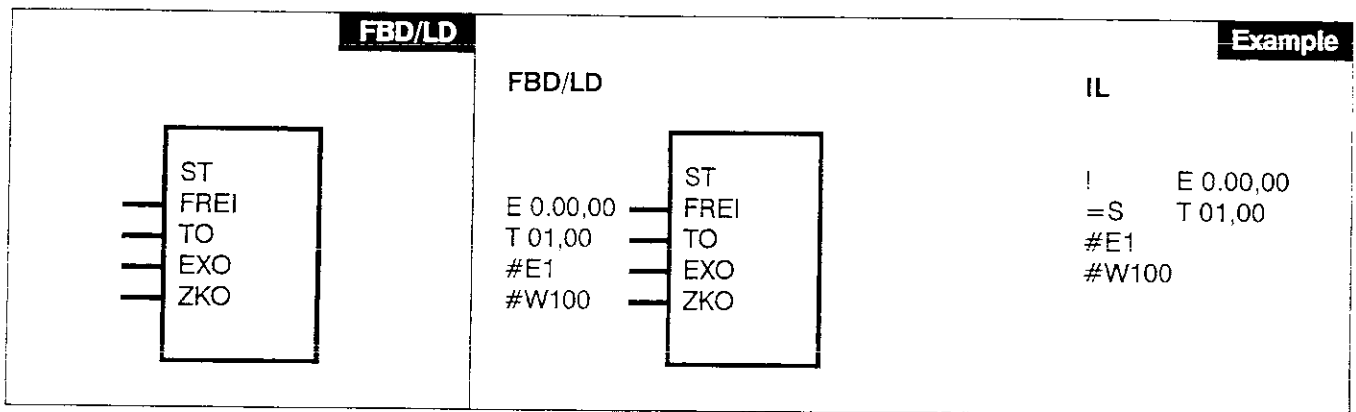 FBD/LD
ST
FREI
TO
EXO
ZKO
Example
FBD/LD
E 0.00,00
T 01,00
#E1
#W100
ST
FREI
TO
EXO
ZKO
IL
! E 0.00,00
=S T 01,00
#E1
#W100